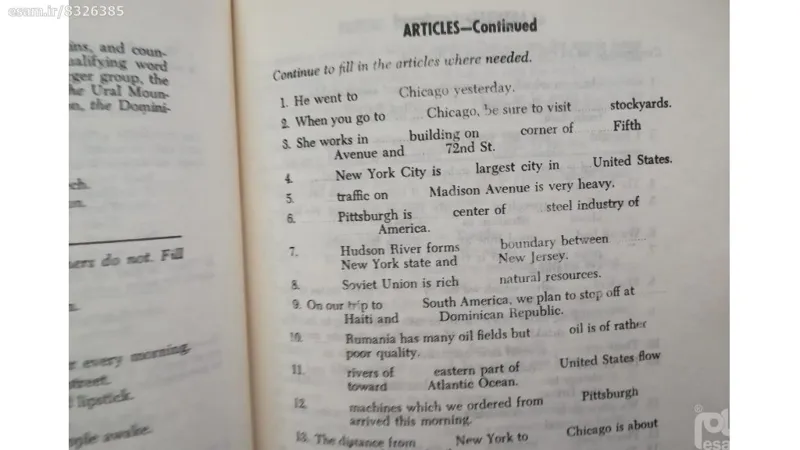 esam.ir/8326385
ins, and coun-
ualifying word
ger group, the
he Ural Moun-
on, the Domini-
ch.
on.
ers do not. Fill
every morning.
street.
lipstick.
awake.
ARTICLES—Continued
Continue to fill in the articles where needed.
1. He went to Chicago yesterday.
2. When you go to Chicago, be sure to visit stockyards.
3. She works in building on corner of Fifth
Avenue and 72nd St.
4. New York City is largest city in United States.
5. traffic on Madison Avenue is very heavy.
6. Pittsburgh is center of steel industry of
America.
7. Hudson River forms boundary between
New York state and New Jersey.
8. Soviet Union is rich natural resources.
9. On our trip to South America, we plan to stop off at
Haiti and Dominican Republic.
10. Rumania has many oil fields but oil is of rather
poor quality.
11. rivers of eastern part of United States flow
toward Atlantic Ocean.
12. machines which we ordered from Pittsburgh
arrived this morning.
13. The distance from New York to Chicago is about
esa